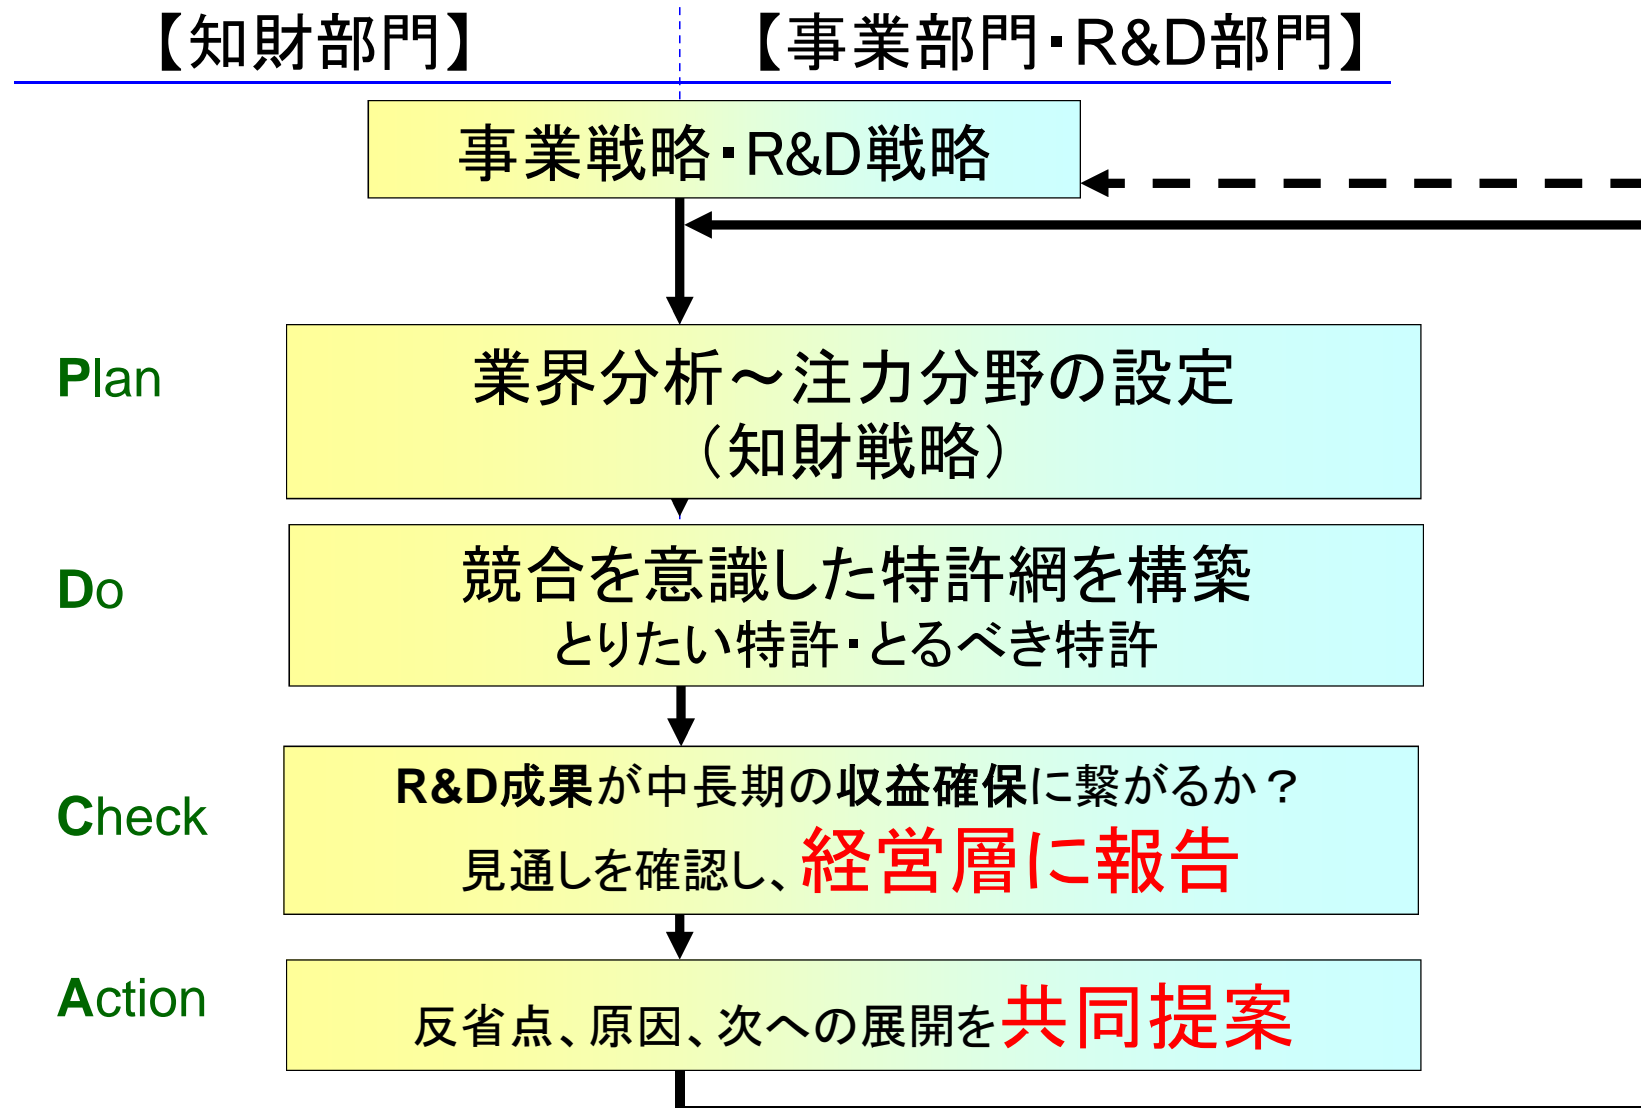 【知財部門】
【事業部門・R&D部門】
事業戦略・R&D戦略
Plan
業界分析~注力分野の設定
(知財戦略)
Do
競合を意識した特許網を構築
とりたい特許・とるべき特許
Check
R&D成果が中長期の収益確保に繋がるか?
見通しを確認し、経営層に報告
Action
反省点、原因、次への展開を共同提案